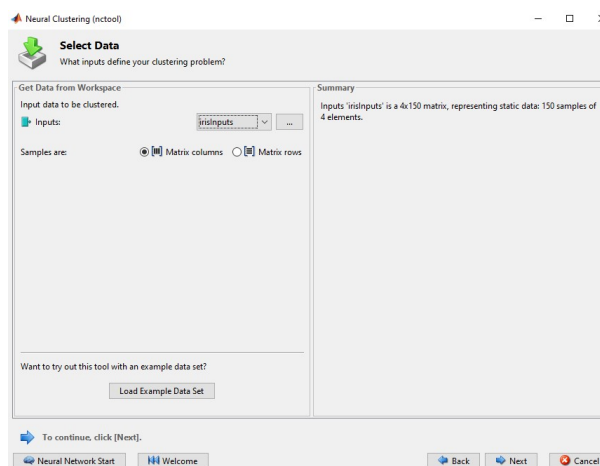 Neural Clustering (nctool)
Select Data
What inputs define your clustering problem?
Get Data from Workspace
Input data to be clustered.
Inputs:
irisInputs
...
Samples are:
Matrix columns
Matrix rows
Want to try out this tool with an example data set?
Load Example Data Set
Summary
Inputs 'irisInputs' is a 4x150 matrix, representing static data: 150 samples of
4 elements.
To continue, click [Next].
Neural Network Start
Welcome
Back
Next
Cancel